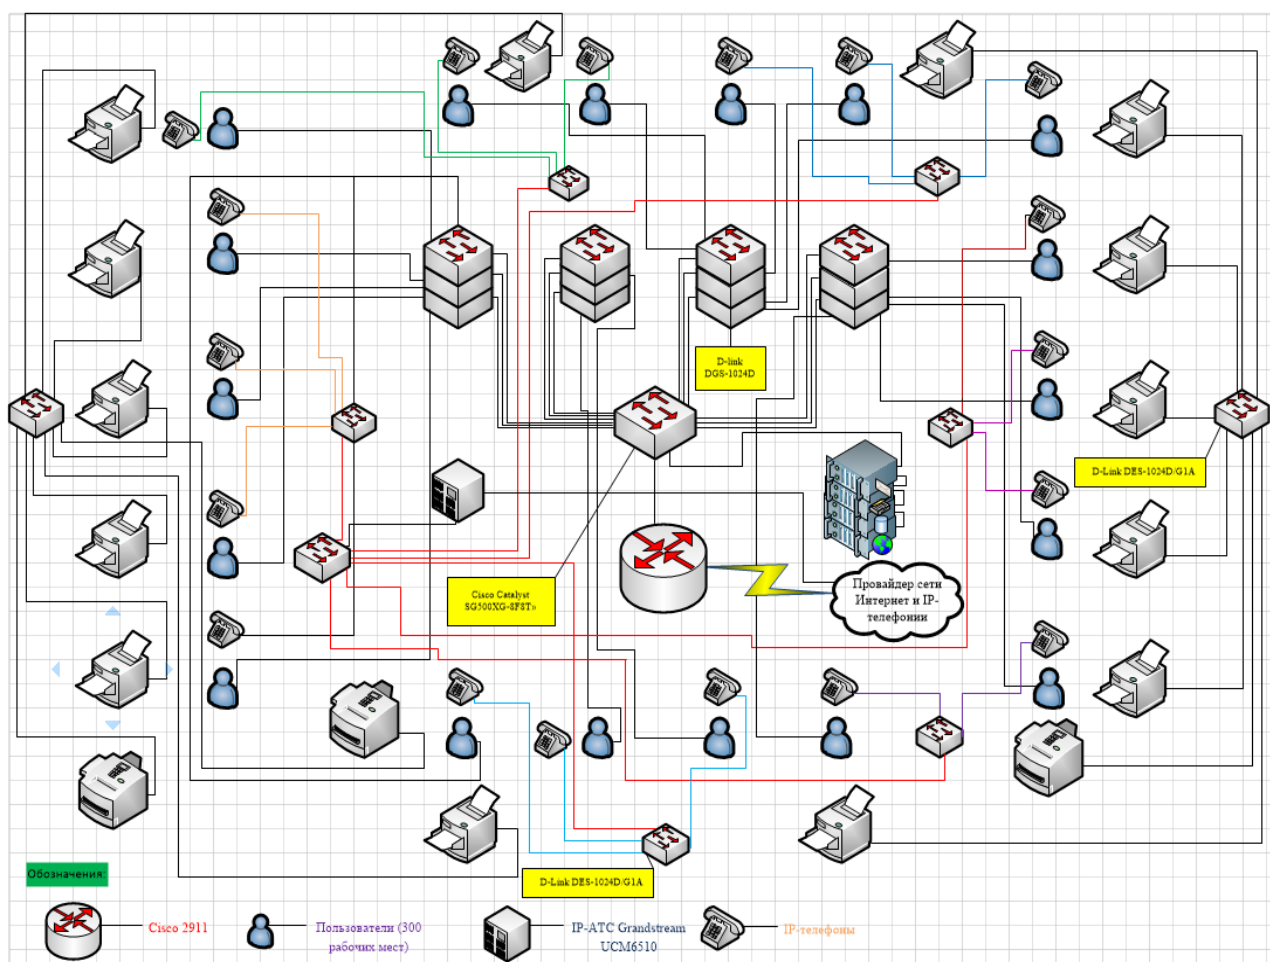 D-link
DGS-1024D
D-Link DES-1024D/G1A
Cisco Catalyst
SG500XG-8F8T»
Провайдер сети
Интернет и IP-
телефонии
D-Link DES-1024D/G1A
Обозначения:
Cisco 2911
Пользователи (300
рабочих мест)
IP-АТС Grandstream
UCM6510
IP-телефоны